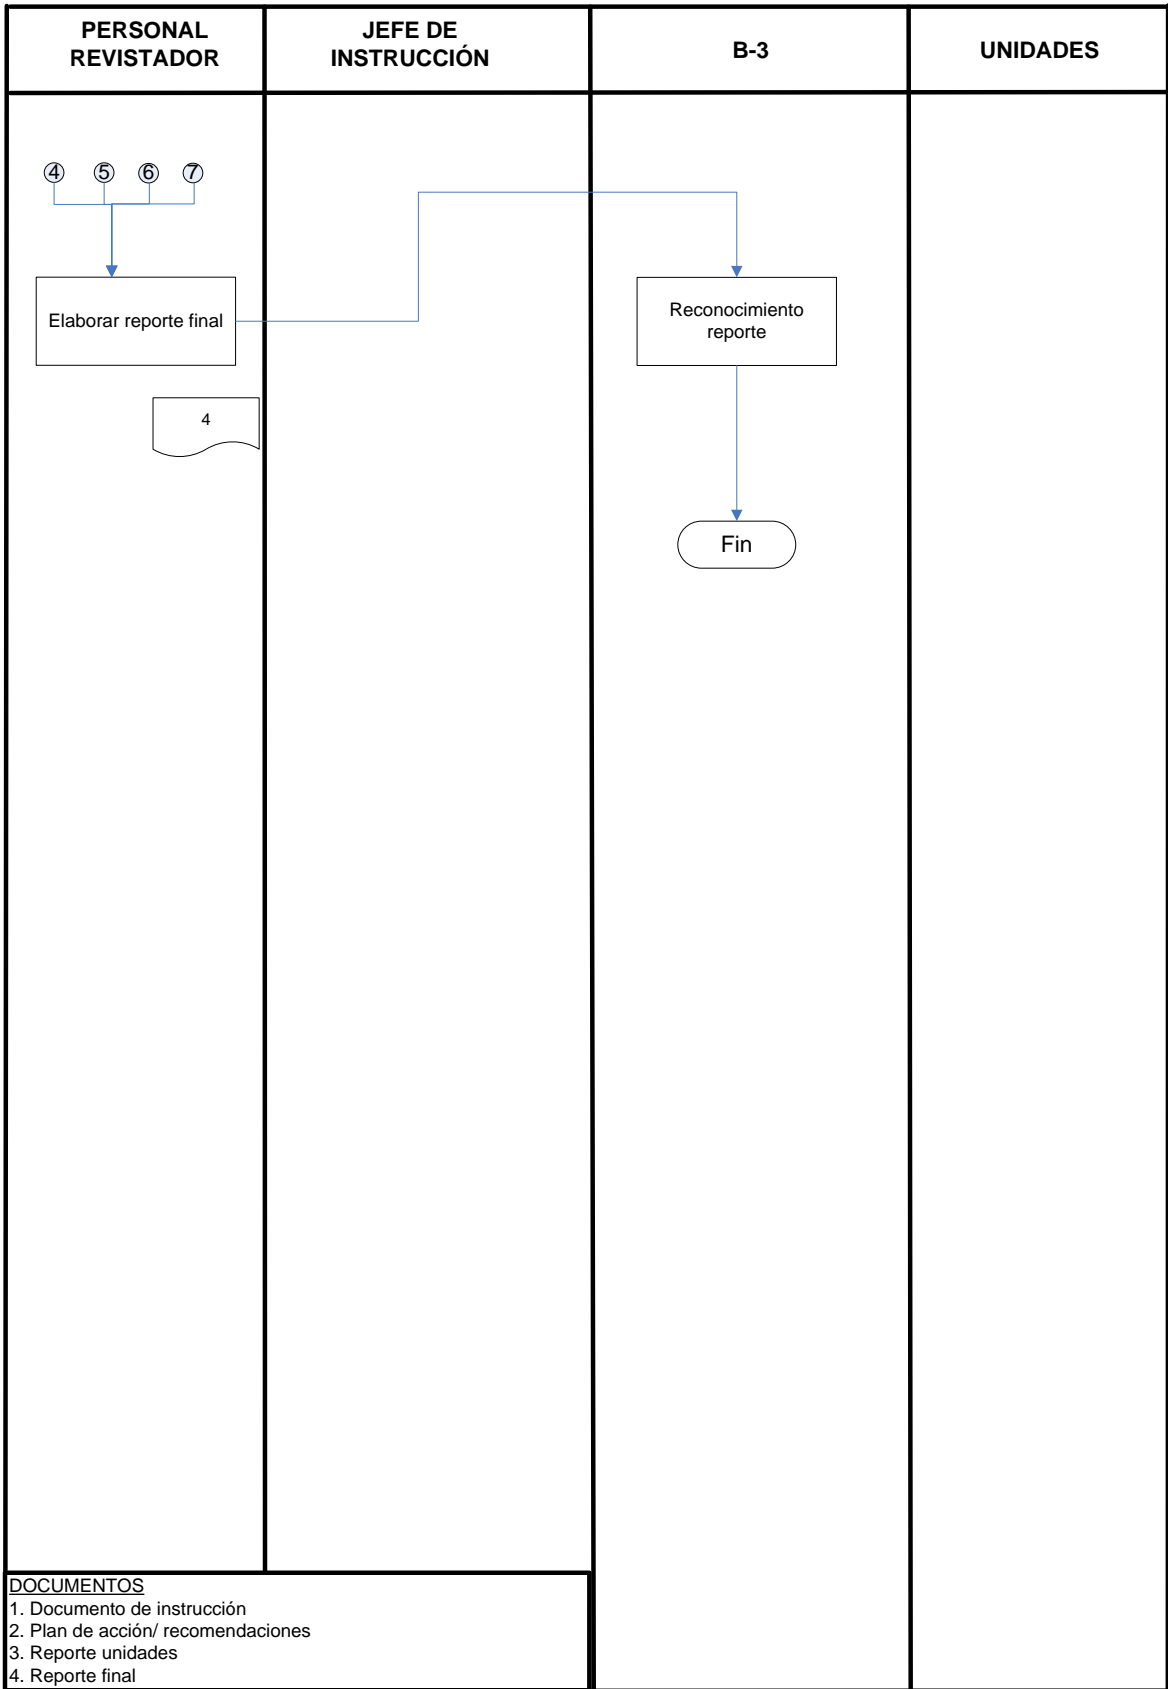 PERSONAL
REVISTADOR
JEFE DE
INSTRUCCIÓN
B-3
UNIDADES
4 5 6 7
Elaborar reporte final
Reconocimiento
reporte
4
Fin
DOCUMENTOS
1. Documento de instrucción
2. Plan de acción/ recomendaciones
3. Reporte unidades
4. Reporte final